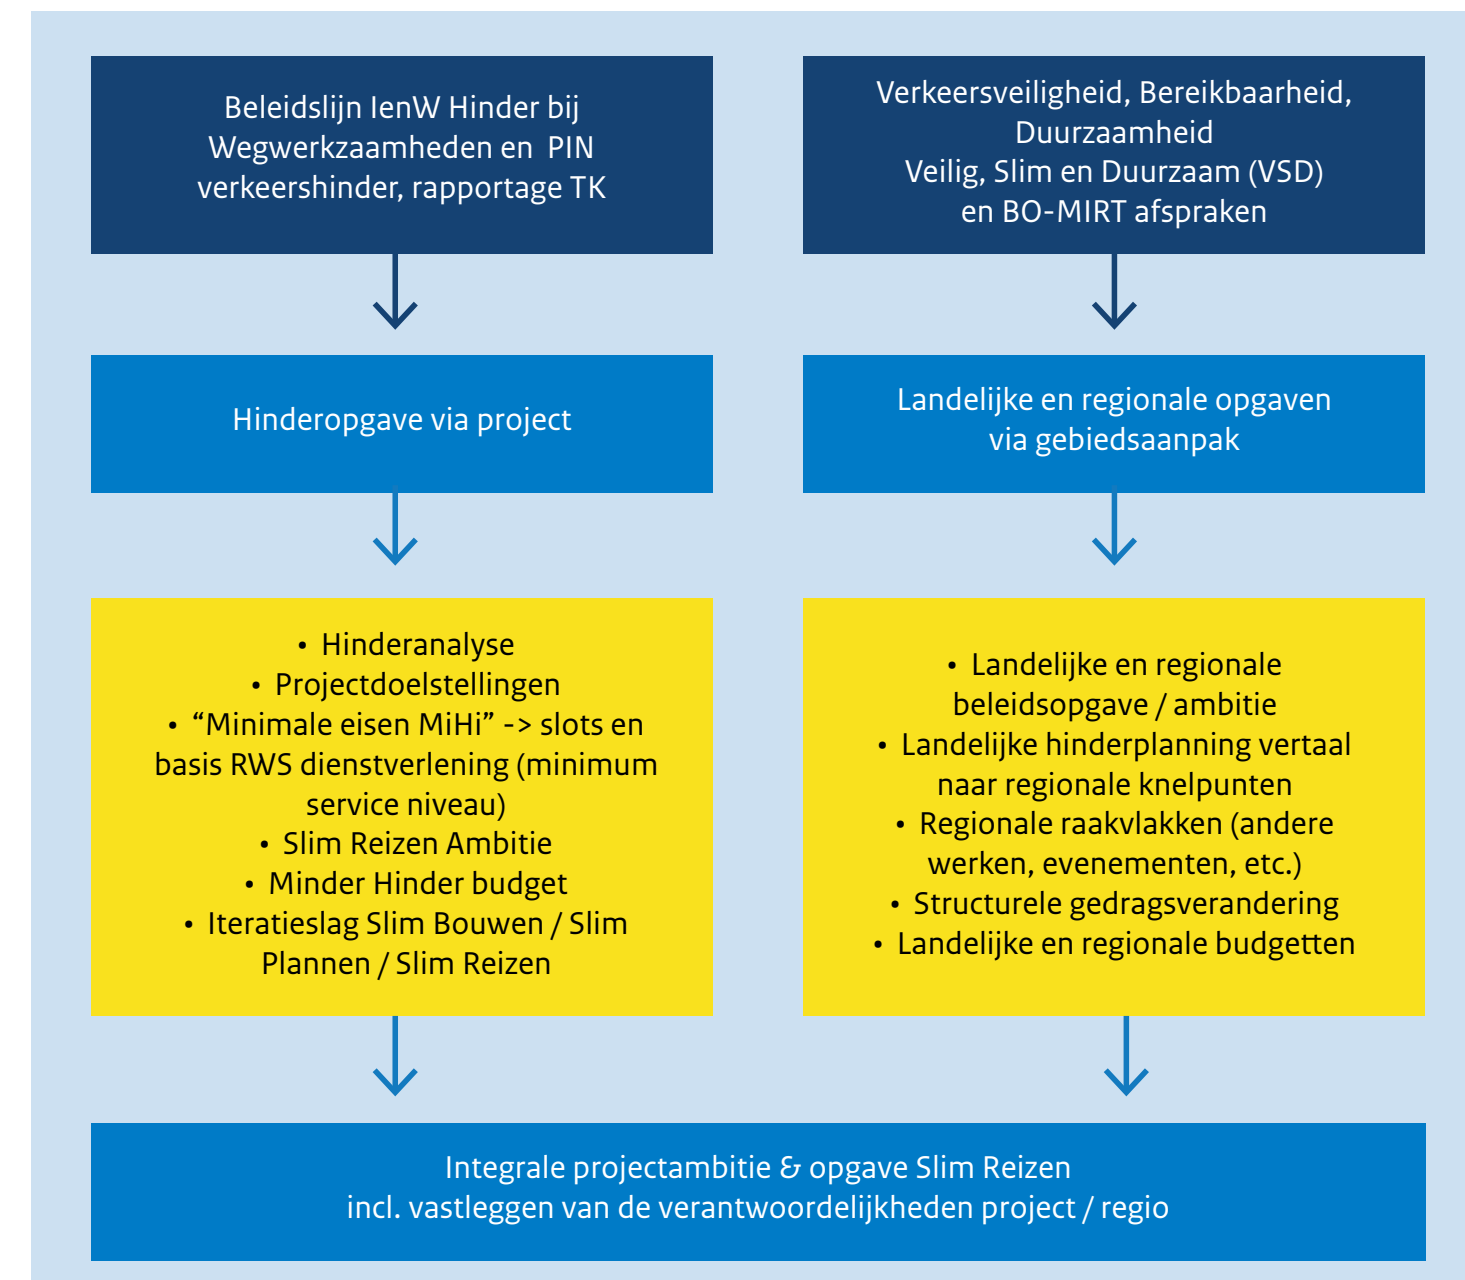 Beleidslijn IenW Hinder bij
Wegwerkzaamheden en PIN
verkeershinder, rapportage TK
Verkeersveiligheid, Bereikbaarheid,
Duurzaamheid
Veilig, Slim en Duurzaam (VSD)
en BO-MIRT afspraken
Hinderopgave via project
Landelijke en regionale opgaven
via gebiedsaanpak
• Hinderanalyse
• Projectdoelstellingen
• “Minimale eisen MiHi” -> slots en
basis RWS dienstverlening (minimum
service niveau)
• Slim Reizen Ambitie
• Minder Hinder budget
• Iteratieslag Slim Bouwen / Slim
Plannen / Slim Reizen
• Landelijke en regionale
beleidsopgave / ambitie
• Landelijke hinderplanning vertaal
naar regionale knelpunten
• Regionale raakvlakken (andere
werken, evenementen, etc.)
• Structurele gedragsverandering
• Landelijke en regionale budgetten
Integrale projectambitie & opgave Slim Reizen
incl. vastleggen van de verantwoordelijkheden project / regio